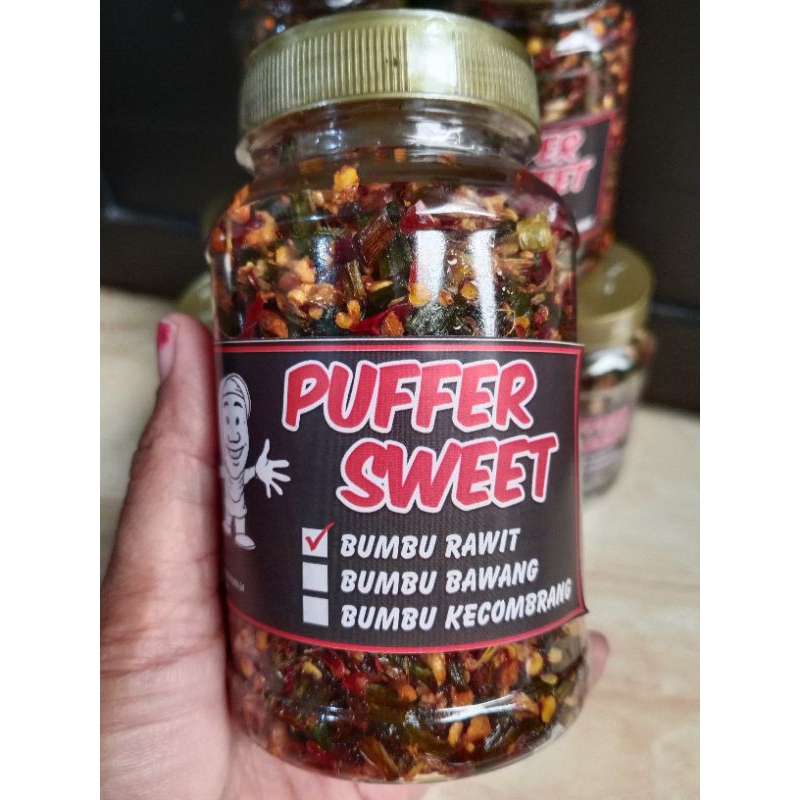 PUFFER
SWEET
BUMBU RAWIT
BUMBU BAWANG
BUMBU KECOMBRANG